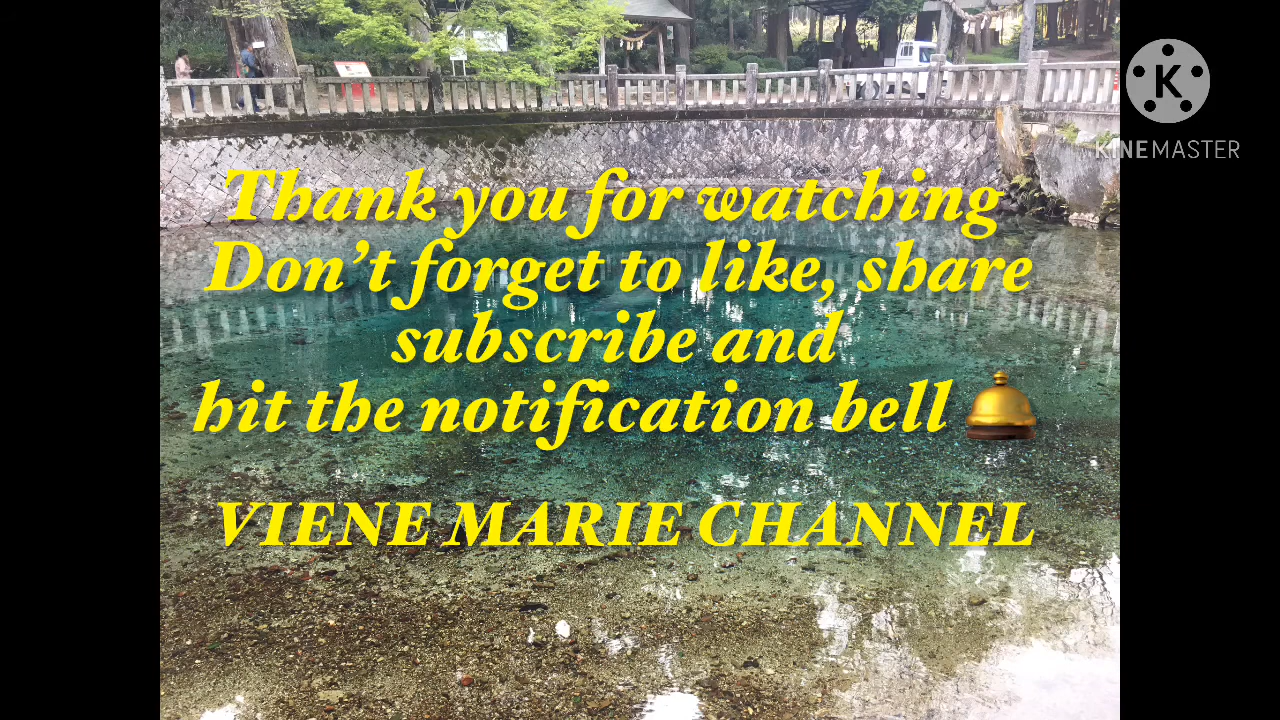 K
KINEMASTER
Thank you for watching
Don’t forget to like, share
subscribe and
hit the notification bell 🛎
VIENE MARIE CHANNEL